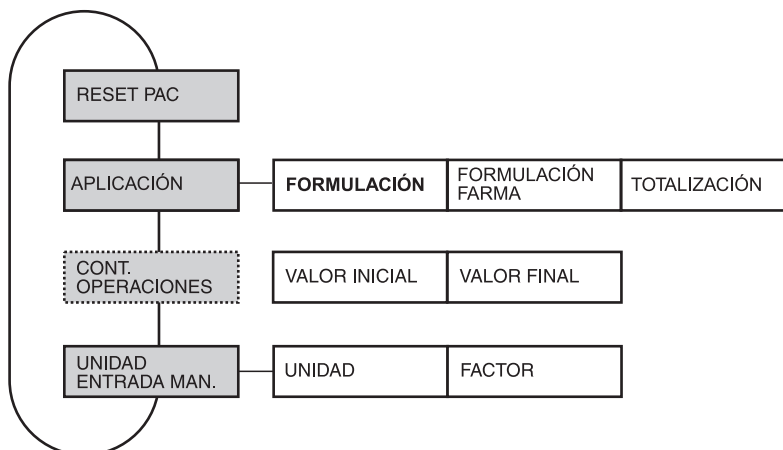 RESET PAC
APLICACIÓN
FORMULACIÓN
FORMULACIÓN
FARMA
TOTALIZACIÓN
CONT.
OPERACIONES
VALOR INICIAL
VALOR FINAL
UNIDAD
ENTRADA MAN.
UNIDAD
FACTOR